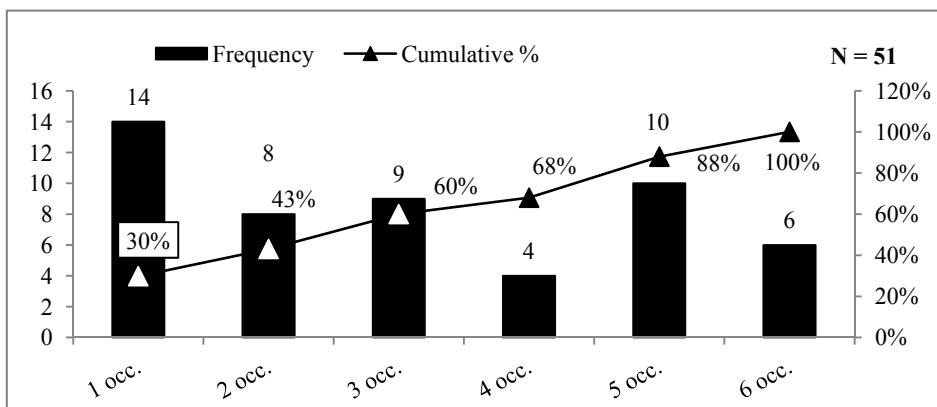 Frequency Cumulative % N = 51
16 14 10 120%
14 8 9 68% 88% 100% 100%
12 43% 60% 80%
10 30% 4 6 60%
8 40%
6 20%
4 0%
2
0
1 occ. 2 occ. 3 occ. 4 occ. 5 occ. 6 occ.